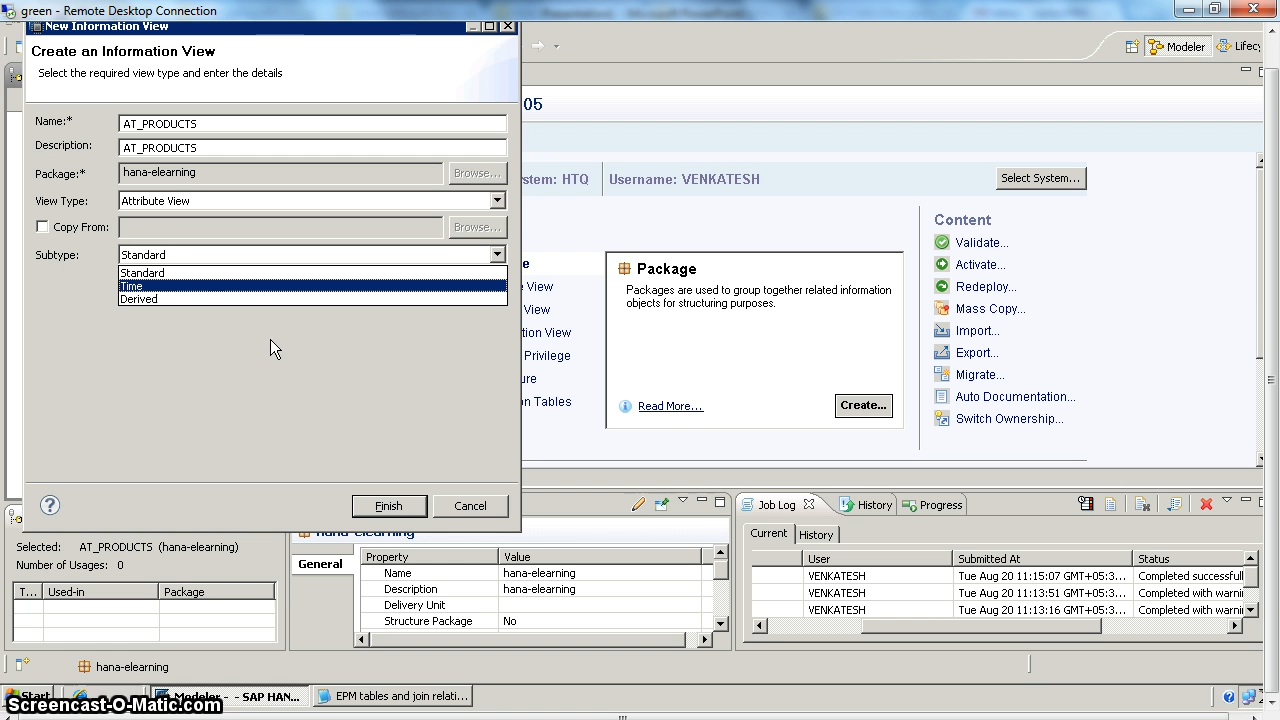 green - Remote Desktop Connection
New Information View
Create an Information View
Select the required view type and enter the details
Name:* AT_PRODUCTS
Description: AT_PRODUCTS
Package:* hana-elearning Browse...
View Type: Attribute View
Copy From: Browse...
Subtype: Standard
Standard
Time
Derived
Finish Cancel
Modeler Lifec
05
stem: HTQ Username: VENKATESH Select System...
e
e View
View
ion View
Privilege
ure
n Tables
Package
Packages are used to group together related information
objects for structuring purposes.
Read More... Create...
Content
Validate...
Activate...
Redeploy...
Mass Copy...
Import...
Export...
Migrate...
Auto Documentation...
Switch Ownership...
Selected: AT_PRODUCTS (hana-elearning)
Number of Usages: 0
T... Used-in Package
hana-elearning
General
Property Value
Name hana-elearning
Description hana-elearning
Delivery Unit
Structure Package No
Job Log History Progress
Current History
User Submitted At Status
VENKATESH Tue Aug 20 11:15:07 GMT+05:3... Completed successfull
VENKATESH Tue Aug 20 11:13:51 GMT+05:3... Completed with warnin
VENKATESH Tue Aug 20 11:13:16 GMT+05:3... Completed with warnin
hana-elearning
Start Modeler - - SAP HAN... EPM tables and join relati...
Screencast-O-Matic.com